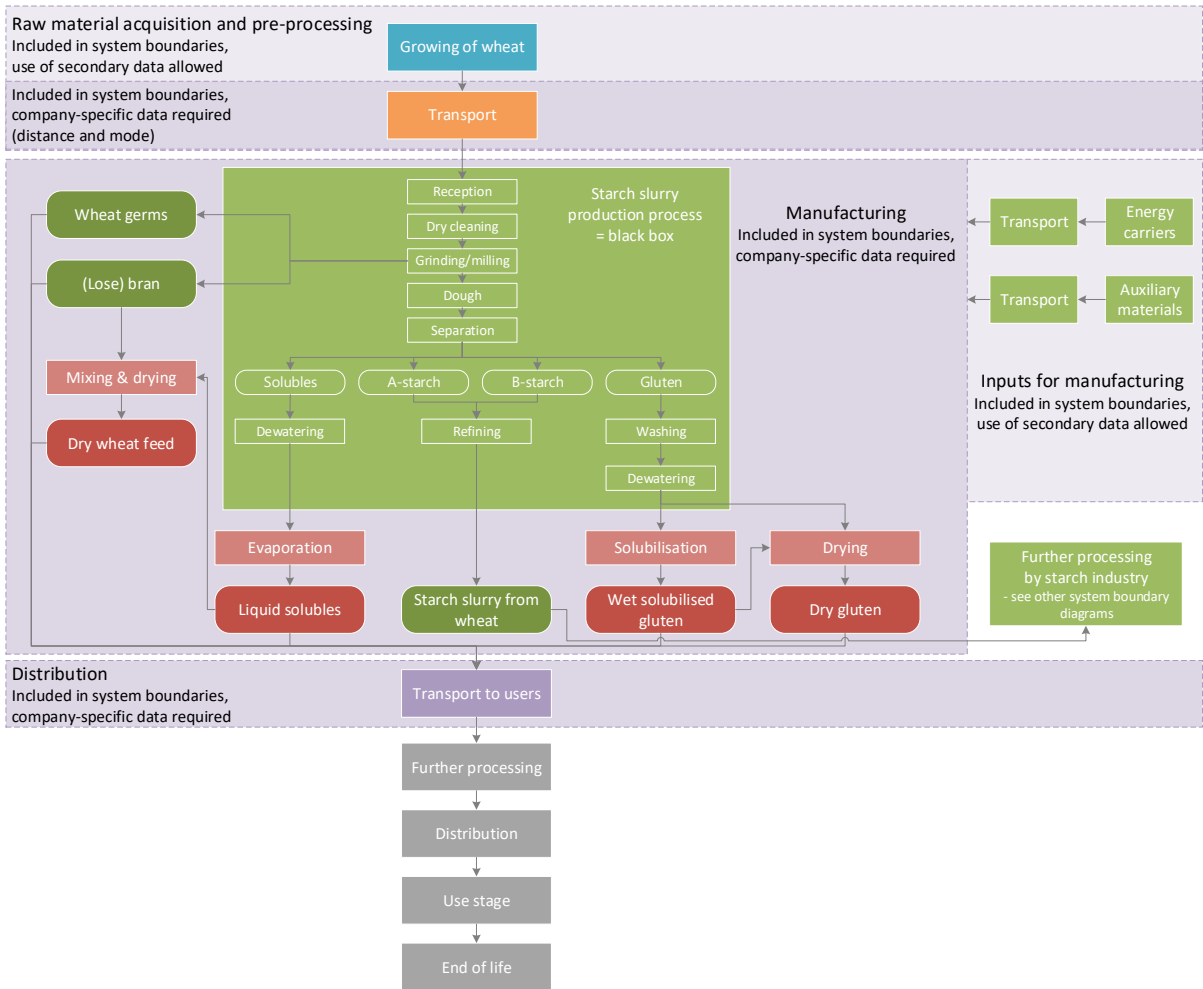 Raw material acquisition and pre-processing
Included in system boundaries,
use of secondary data allowed
Growing of wheat
Included in system boundaries,
company-specific data required
(distance and mode)
Transport
Starch slurry
production process
= black box
Reception
Dry cleaning
Grinding/milling
Dough
Separation
Wheat germs
(Lose) bran
Mixing & drying
Dry wheat feed
Solubles
A-starch
B-starch
Gluten
Dewatering
Refining
Washing
Dewatering
Manufacturing
Included in system boundaries,
company-specific data required
Transport
Energy
carriers
Transport
Auxiliary
materials
Inputs for manufacturing
Included in system boundaries,
use of secondary data allowed
Evaporation
Solubilisation
Drying
Liquid solubles
Starch slurry from
wheat
Wet solubilised
gluten
Dry gluten
Further processing
by starch industry
- see other system boundary
diagrams
Distribution
Included in system boundaries,
company-specific data required
Transport to users
Further processing
Distribution
Use stage
End of life